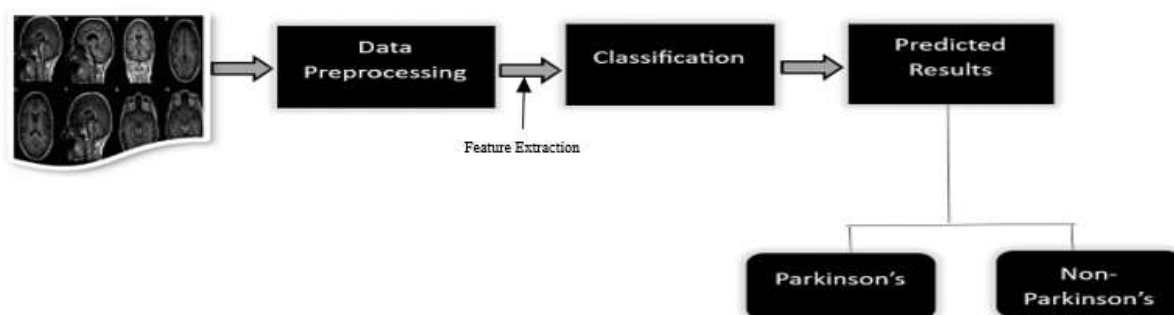 Data
Preprocessing
Feature Extraction
Classification
Predicted
Results
Parkinson's
Non-
Parkinson's